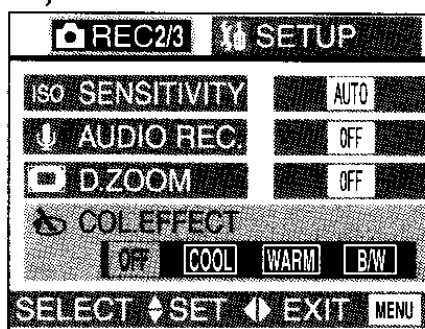 REC2/3 SETUP
ISO SENSITIVITY AUTO
AUDIO REC. OFF
D.ZOOM OFF
COL.EFFECT
OFF COOL WARM B/W
SELECT SET EXIT MENU